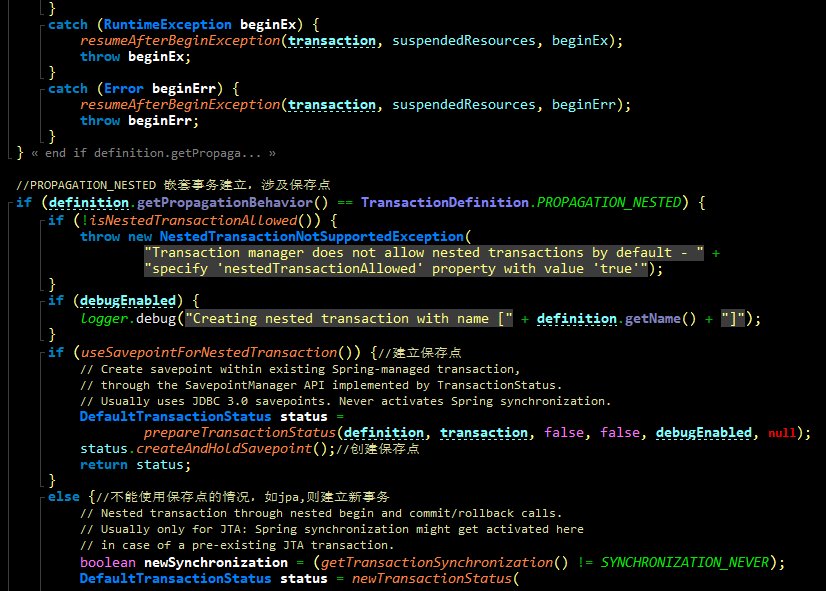 }
catch (RuntimeException beginEx) {
resumeAfterBeginException(transaction, suspendedResources, beginEx);
throw beginEx;
}
catch (Error beginErr) {
resumeAfterBeginException(transaction, suspendedResources, beginErr);
throw beginErr;
}
} « end if definition.getPropaga... »
//PROPAGATION_NESTED 嵌套事务建立，涉及保存点
if (definition.getPropagationBehavior() == TransactionDefinition.PROPAGATION_NESTED) {
if (!isNestedTransactionAllowed()) {
throw new NestedTransactionNotSupportedException(
"Transaction manager does not allow nested transactions by default - " +
"specify 'nestedTransactionAllowed' property with value 'true'");
}
if (debugEnabled) {
logger.debug("Creating nested transaction with name [" + definition.getName() + "]");
}
if (useSavepointForNestedTransaction()) {//建立保存点
// Create savepoint within existing Spring-managed transaction,
// through the SavepointManager API implemented by TransactionStatus.
// Usually uses JDBC 3.0 savepoints. Never activates Spring synchronization.
DefaultTransactionStatus status =
prepareTransactionStatus(definition, transaction, false, false, debugEnabled, null);
status.createAndHoldSavepoint();//创建保存点
return status;
}
else {//不能使用保存点的情况，如jpa,则建立新事务
// Nested transaction through nested begin and commit/rollback calls.
// Usually only for JTA: Spring synchronization might get activated here
// in case of a pre-existing JTA transaction.
boolean newSynchronization = (getTransactionSynchronization() != SYNCHRONIZATION_NEVER);
DefaultTransactionStatus status = newTransactionStatus(